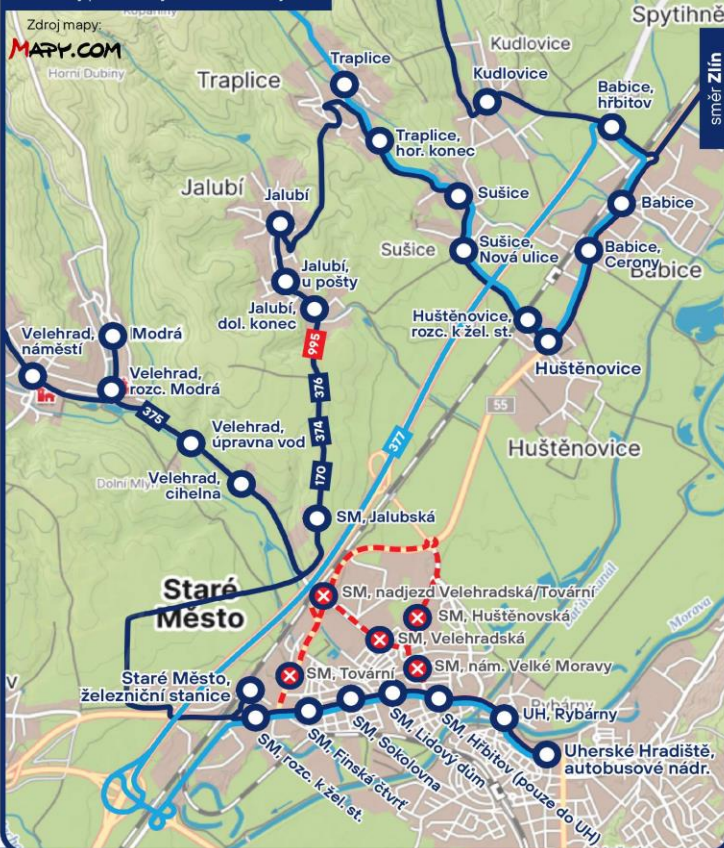 Zdroj mapy:
MAPY.COM
Horní Dubiny
Spytihně
směr Zlín
Kudlovice
Kudlovice
Traplice
Traplice
Babice,
hřbitov
Traplice,
hor. konec
Jalubí
Jalubí
Sušice
Babice
Sušice
Sušice,
Nová ulice
Babice,
Cerony
Babice
Jalubí,
u pošty
Jalubí,
dol. konec
Huštěnovice,
rozc. k žel. st.
Huštěnovice
Velehrad,
náměstí
Modrá
995
Velehrad,
rozc. Modrá
376
55
375
374
377
Velehrad,
úpravna vod
Huštěnovice
170
Velehrad,
cihelna
Dolní Mlýn
SM, Jalubská
Staré
Město
SM, nadjezd Velehradská/Tovární
SM, Huštěnovská
Baťův kanál
Morava
SM, Velehradská
SM, nám. Velké Moravy
SM, Tovární
Staré Město,
železniční stanice
Rybárny
UH, Rybárny
SM, rozc. k žel. st.
SM, Finská čtvrť
SM, Sokolovna
SM, Lidový dům
SM, Hřbitov (pouze do UH)
Uherské Hradiště,
autobusové nádr.